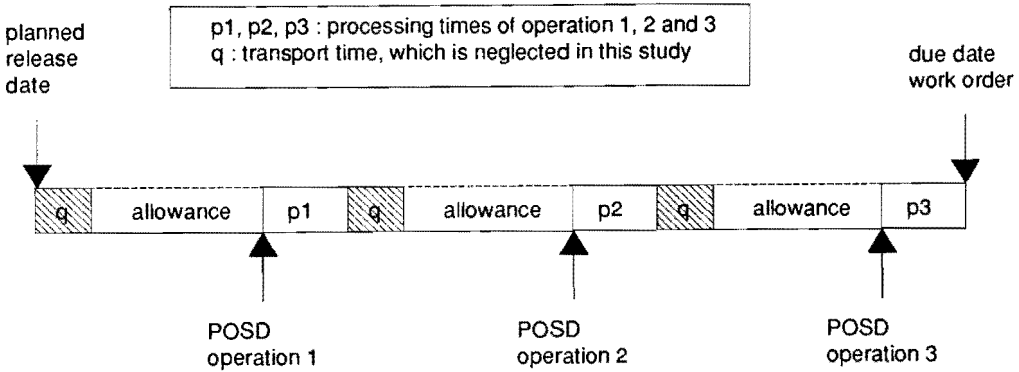 planned
release
date
p1, p2, p3 : processing times of operation 1, 2 and 3
q : transport time, which is neglected in this study
due date
work order
q allowance p1 q allowance p2 q allowance p3
POSD
operation 1
POSD
operation 2
POSD
operation 3